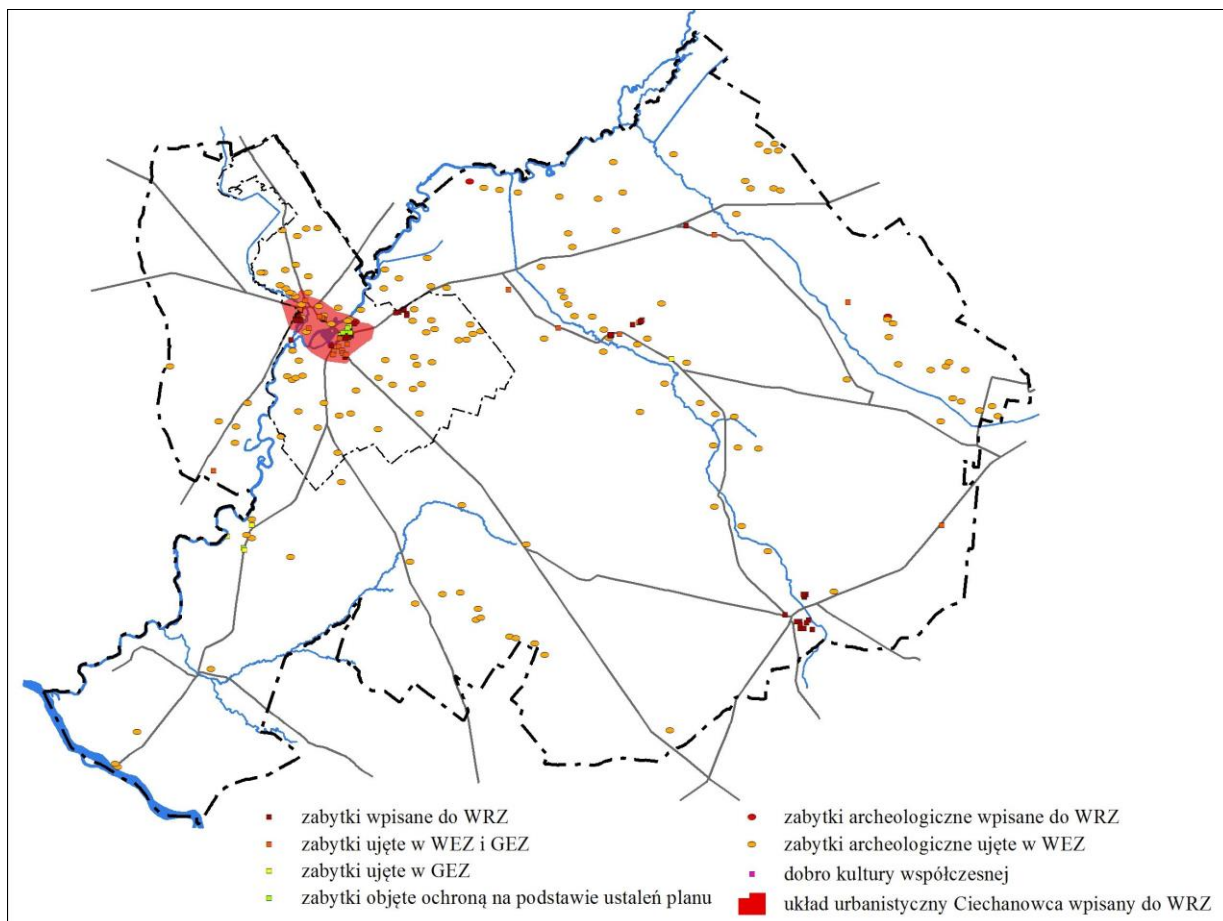 zabytki wpisane do WRZ
zabytki ujęte w WEZ i GEZ
zabytki ujęte w GEZ
zabytki objęte ochroną na podstawie ustaleń planu
zabytki archeologiczne wpisane do WRZ
zabytki archeologiczne ujęte w WEZ
dobro kultury współczesnej
układ urbanistyczny Ciechanowca wpisany do WRZ